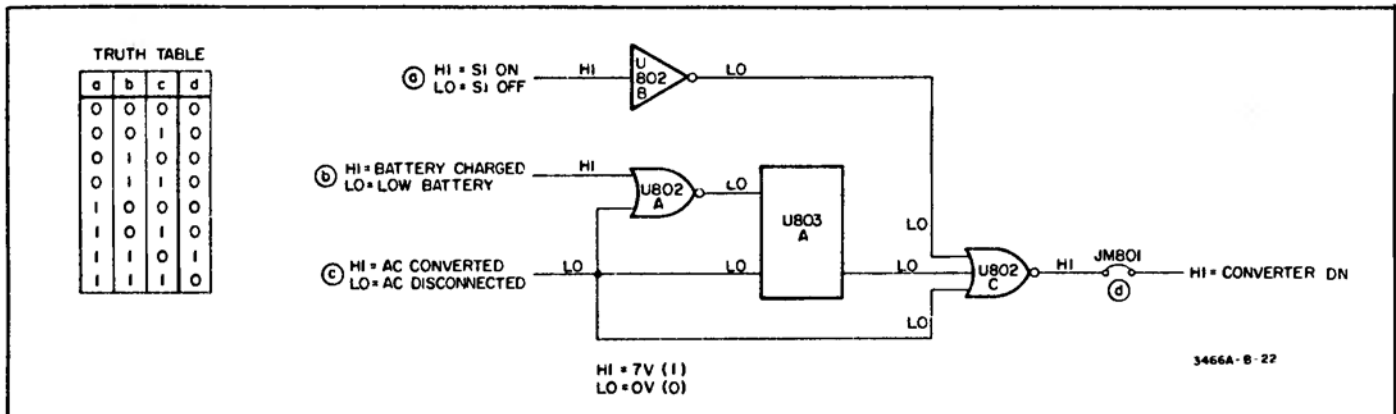 TRUTH TABLE
a b c d
0 0 0 0
0 0 1 0
0 1 0 0
0 1 1 0
1 0 0 0
1 0 1 0
1 1 0 1
1 1 1 0
ⓐ HI = S1 ON
LO = S1 OFF
HI
U
802
B
LO
ⓑ HI = BATTERY CHARGED
LO = LOW BATTERY
HI
U802
A
LO
U803
A
ⓒ HI = AC CONVERTED
LO = AC DISCONNECTED
LO
LO
LO
LO
LO
U802
C
HI
JM801
ⓓ
HI = CONVERTER DN
HI = 7V (1)
LO = 0V (0)
3466A-B-22